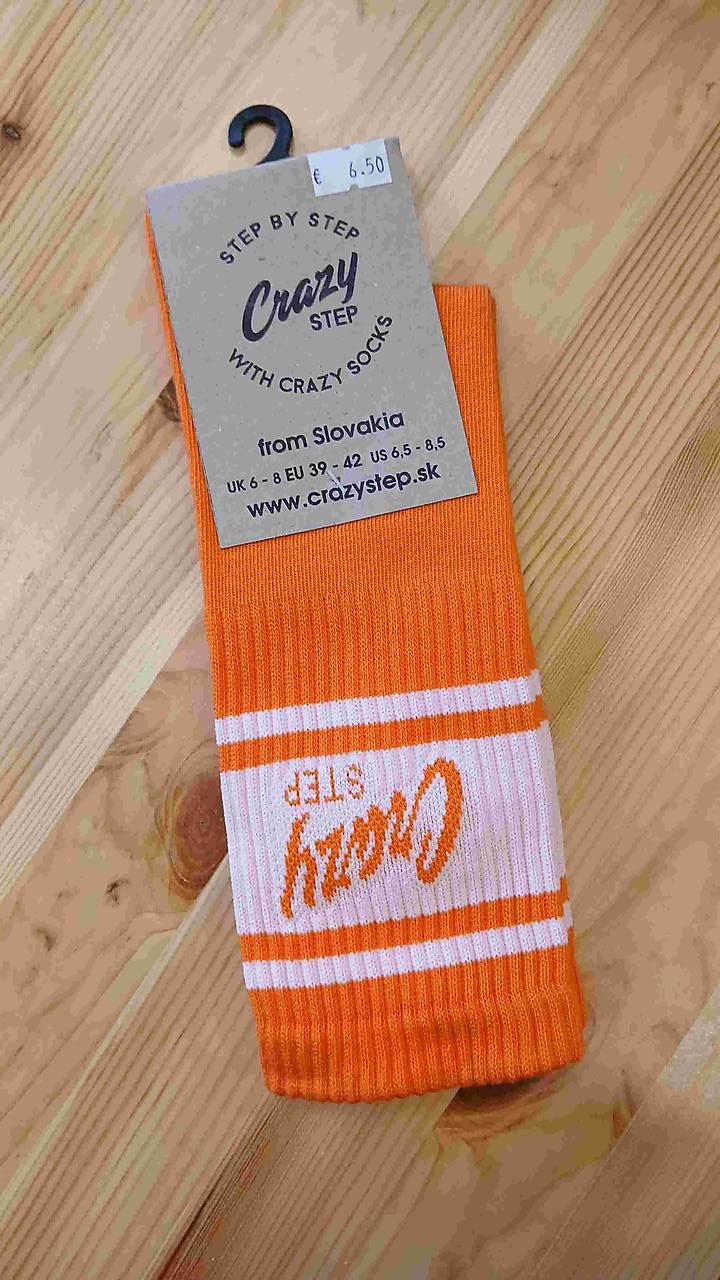 € 6.50
STEP BY STEP
Crazy
STEP
WITH CRAZY SOCKS
from Slovakia
UK 6 - 8 EU 39 - 42 US 6,5 - 8,5
www.crazystep.sk
Crazy
STEP